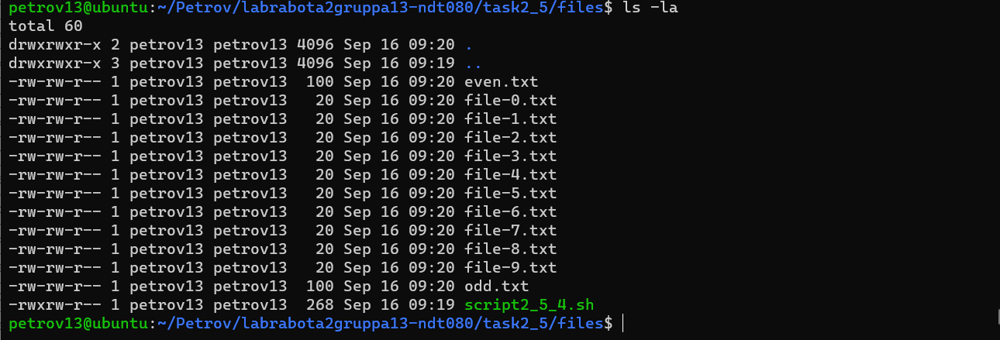 petrov13@ubuntu:~/Petrov/labrabota2gruppa13-ndt080/task2_5/files$ ls -la
total 60
drwxrwxr-x 2 petrov13 petrov13 4096 Sep 16 09:20 .
drwxrwxr-x 3 petrov13 petrov13 4096 Sep 16 09:19 ..
-rw-rw-r-- 1 petrov13 petrov13  100 Sep 16 09:20 even.txt
-rw-rw-r-- 1 petrov13 petrov13   20 Sep 16 09:20 file-0.txt
-rw-rw-r-- 1 petrov13 petrov13   20 Sep 16 09:20 file-1.txt
-rw-rw-r-- 1 petrov13 petrov13   20 Sep 16 09:20 file-2.txt
-rw-rw-r-- 1 petrov13 petrov13   20 Sep 16 09:20 file-3.txt
-rw-rw-r-- 1 petrov13 petrov13   20 Sep 16 09:20 file-4.txt
-rw-rw-r-- 1 petrov13 petrov13   20 Sep 16 09:20 file-5.txt
-rw-rw-r-- 1 petrov13 petrov13   20 Sep 16 09:20 file-6.txt
-rw-rw-r-- 1 petrov13 petrov13   20 Sep 16 09:20 file-7.txt
-rw-rw-r-- 1 petrov13 petrov13   20 Sep 16 09:20 file-8.txt
-rw-rw-r-- 1 petrov13 petrov13   20 Sep 16 09:20 file-9.txt
-rw-rw-r-- 1 petrov13 petrov13  100 Sep 16 09:20 odd.txt
-rwxrw-r-- 1 petrov13 petrov13  268 Sep 16 09:19 script2_5_4.sh
petrov13@ubuntu:~/Petrov/labrabota2gruppa13-ndt080/task2_5/files$